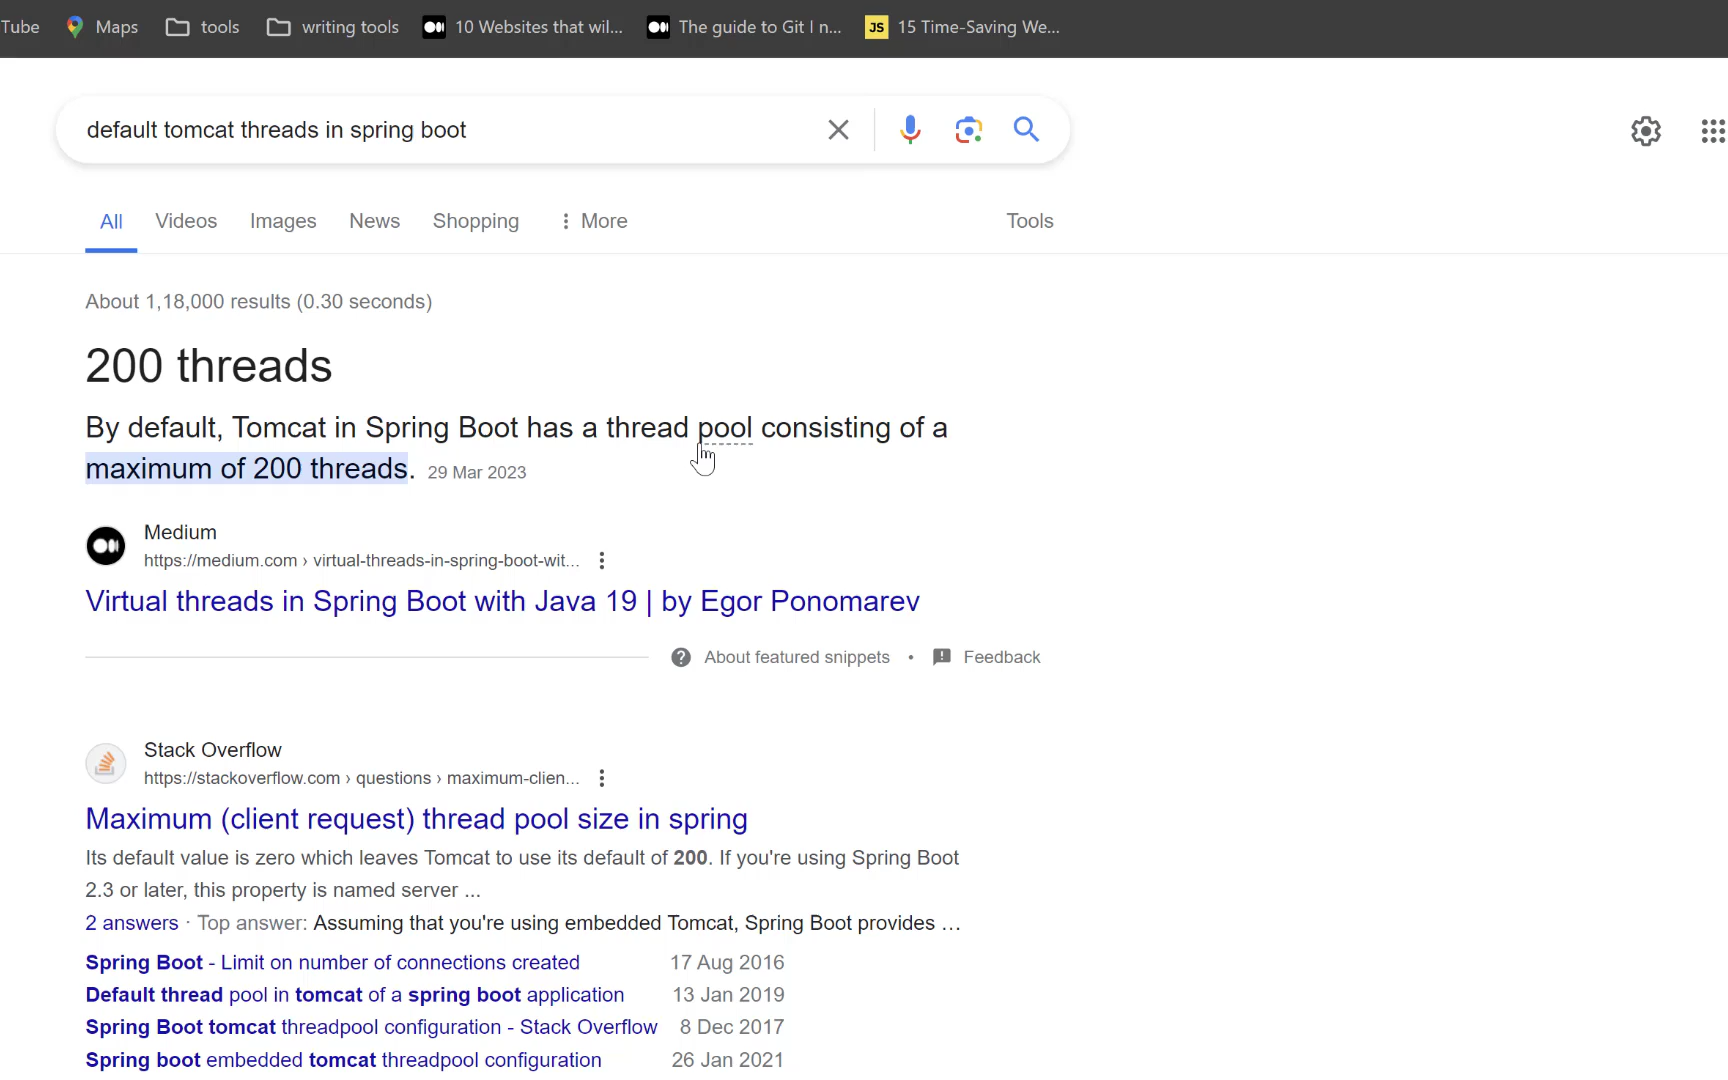 Tube Maps tools writing tools 10 Websites that wil... The guide to Git I n... JS 15 Time-Saving We...
default tomcat threads in spring boot
All Videos Images News Shopping More Tools
About 1,18,000 results (0.30 seconds)
200 threads
By default, Tomcat in Spring Boot has a thread pool consisting of a
maximum of 200 threads. 29 Mar 2023
Medium
https://medium.com › virtual-threads-in-spring-boot-wit...
Virtual threads in Spring Boot with Java 19 | by Egor Ponomarev
About featured snippets • Feedback
Stack Overflow
https://stackoverflow.com › questions › maximum-clien...
Maximum (client request) thread pool size in spring
Its default value is zero which leaves Tomcat to use its default of 200. If you're using Spring Boot
2.3 or later, this property is named server ...
2 answers · Top answer: Assuming that you're using embedded Tomcat, Spring Boot provides ...
Spring Boot - Limit on number of connections created 17 Aug 2016
Default thread pool in tomcat of a spring boot application 13 Jan 2019
Spring Boot tomcat threadpool configuration - Stack Overflow 8 Dec 2017
Spring boot embedded tomcat threadpool configuration 26 Jan 2021